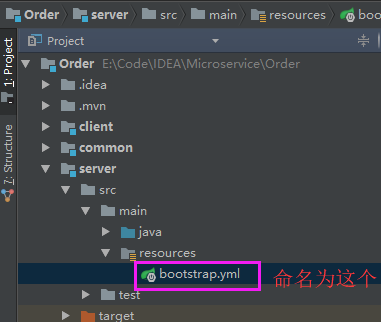 Order server src main resources bo
1: Project
Project
Order E:\Code\IDEA\Microservice\Order
.idea
.mvn
client
common
7: Structure
server
src
main
java
resources
bootstrap.yml 命名为这个
test
target